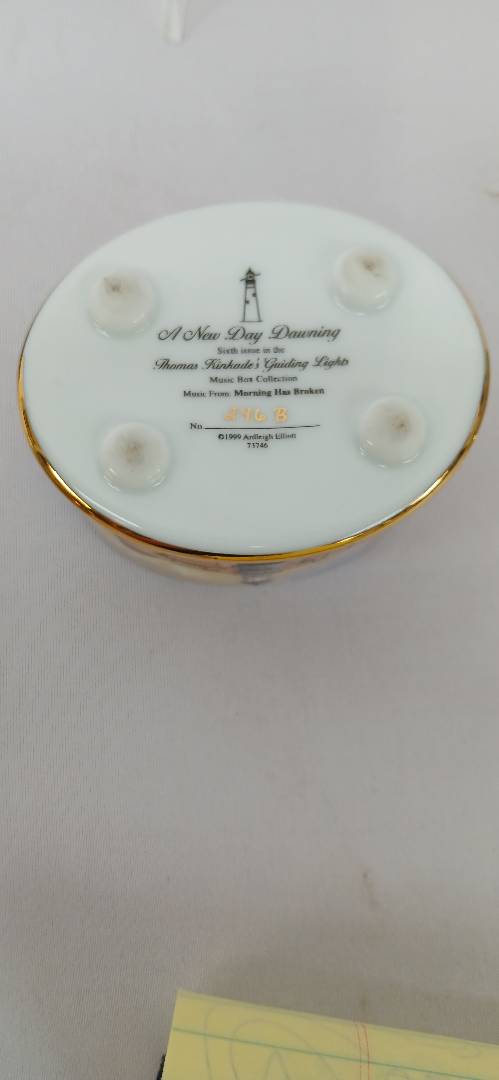 A New Day Dawning
Sixth issue in the
Thomas Kinkade's Guiding Lights
Music Box Collection
Music From: Morning Has Broken
No. 296 B
©1999 Ardleigh Elliott
73746